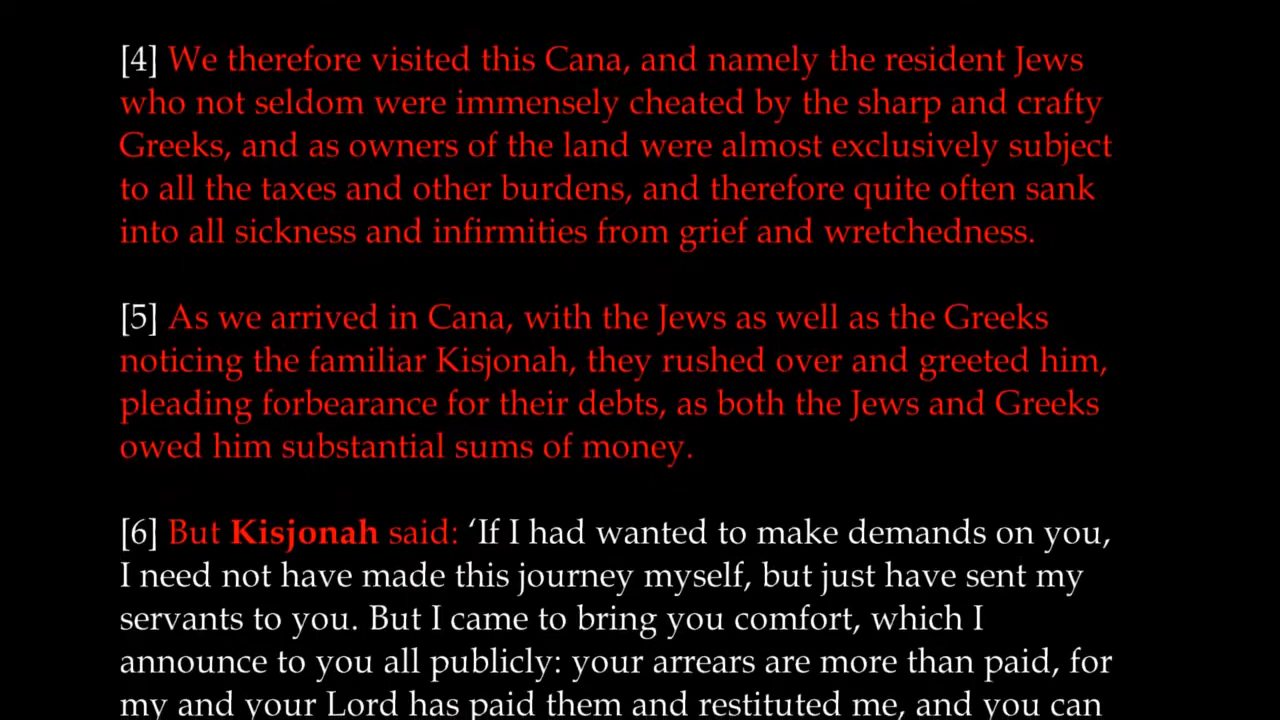 [4] We therefore visited this Cana, and namely the resident Jews
who not seldom were immensely cheated by the sharp and crafty
Greeks, and as owners of the land were almost exclusively subject
to all the taxes and other burdens, and therefore quite often sank
into all sickness and infirmities from grief and wretchedness.
[5] As we arrived in Cana, with the Jews as well as the Greeks
noticing the familiar Kisjonah, they rushed over and greeted him,
pleading forbearance for their debts, as both the Jews and Greeks
owed him substantial sums of money.
[6] But Kisjonah said: ‘If I had wanted to make demands on you,
I need not have made this journey myself, but just have sent my
servants to you. But I came to bring you comfort, which I
announce to you all publicly: your arrears are more than paid, for
my and your Lord has paid them and restituted me, and you can